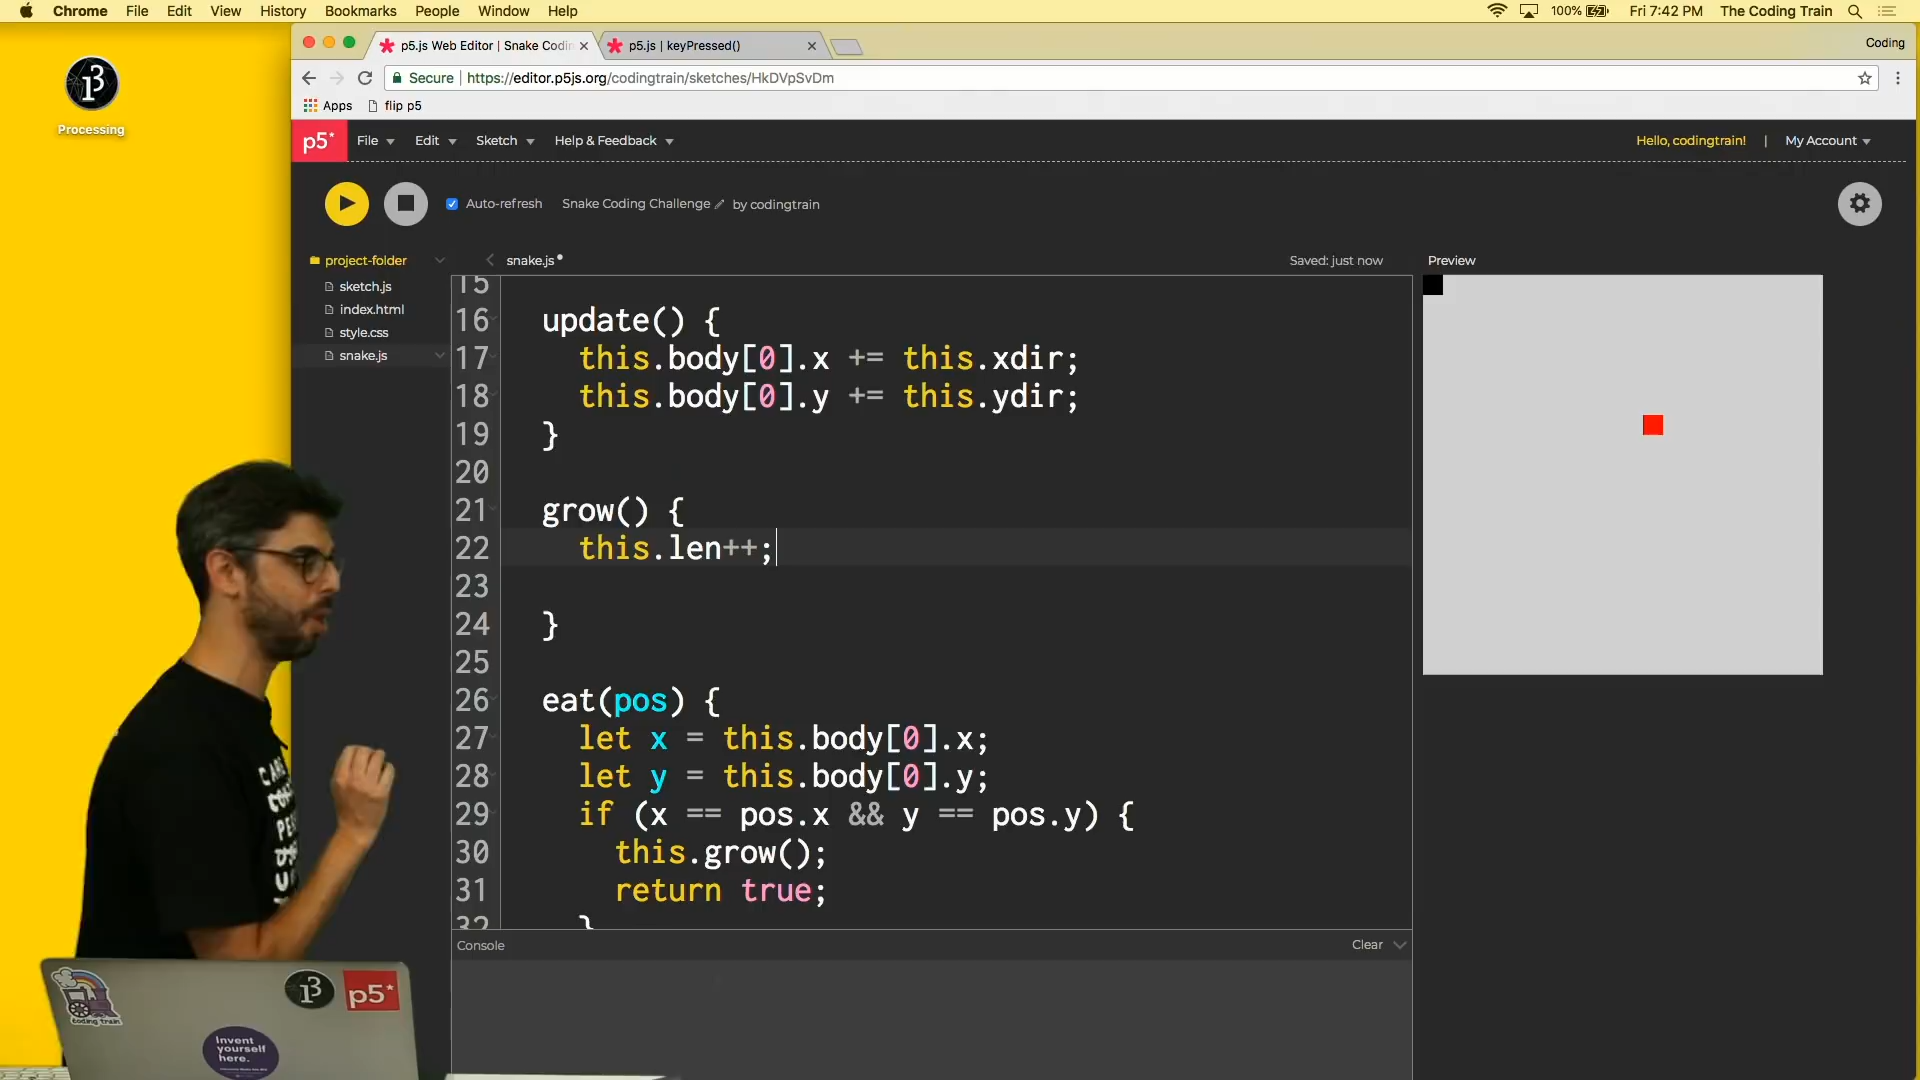 Chrome File Edit View History Bookmarks People Window Help
100% Fri 7:42 PM The Coding Train
Processing
p5.js Web Editor | Snake Codin
p5.js | keyPressed()
Coding
Secure | https://editor.p5js.org/codingtrain/sketches/HkDVpSvDm
Apps flip p5
p5* File Edit Sketch Help & Feedback
Hello, codingtrain! | My Account
Auto-refresh Snake Coding Challenge by codingtrain
project-folder
sketch.js
index.html
style.css
snake.js
snake.js
Saved: just now
Preview
15
16 update() {
17 this.body[0].x += this.xdir;
18 this.body[0].y += this.ydir;
19 }
20
21 grow() {
22 this.len++;
23
24 }
25
26 eat(pos) {
27 let x = this.body[0].x;
28 let y = this.body[0].y;
29 if (x == pos.x && y == pos.y) {
30 this.grow();
31 return true;
32 }
Console
Clear
coding train
p5*
Invent
yourself
here.